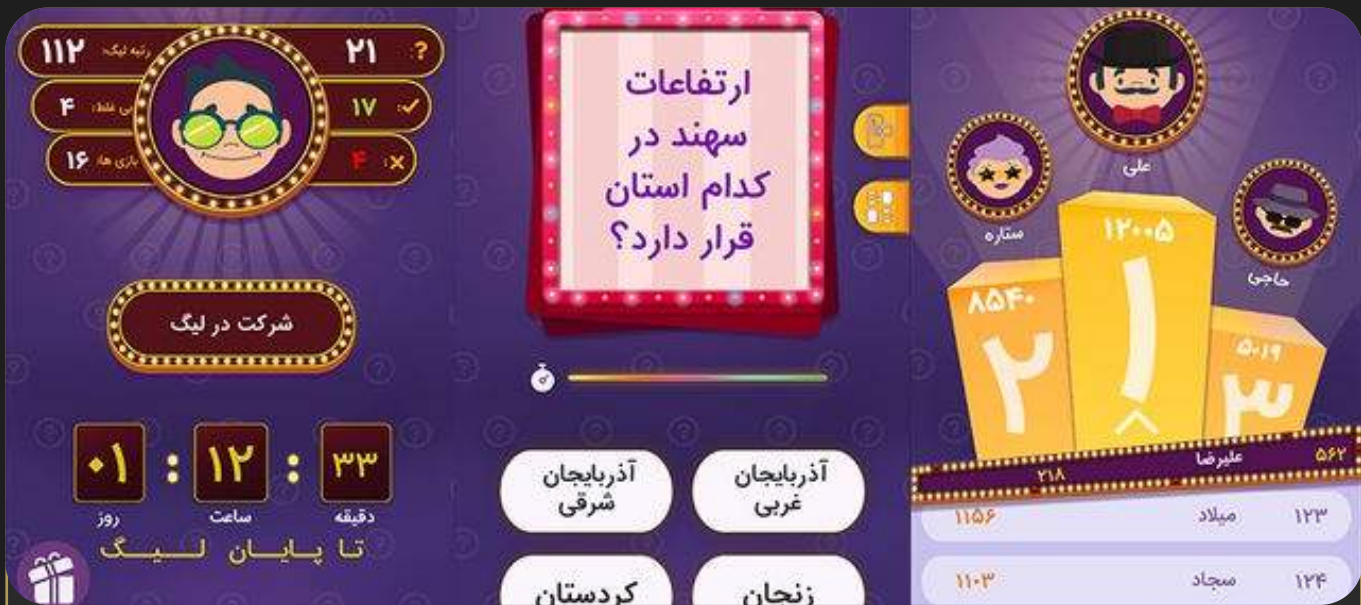 ؟: ۲۱
رتبه لیگ: ۱۱۲
✓: ۱۷
بی غلط: ۴
×: ۴
بازی ها: ۱۶
شرکت در لیگ
۰۱ : ۱۲ : ۳۳
روز ساعت دقیقه
تا پایان لیگ
ارتفاعات
سهند در
کدام استان
قرار دارد؟
آذربایجان
غربی
آذربایجان
شرقی
زنجان
کردستان
علی
ستاره
حاجی
۱۲۰۰۵
۸۵۴۰
۵۰۱۹
۱
۲
۳
۵۶۲ علیرضا ۲۱۸
۱۲۳ میلاد ۱۱۵۶
۱۲۴ سجاد ۱۱۰۳